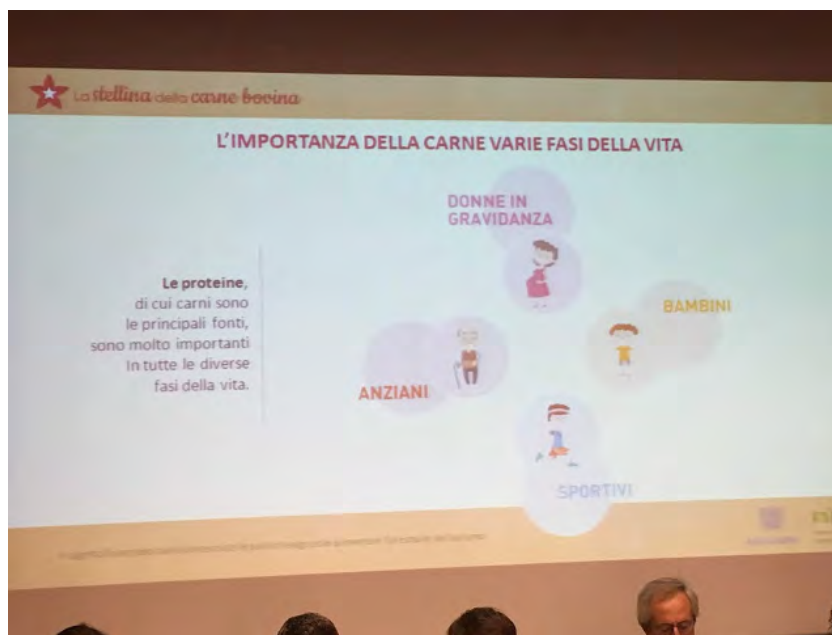 La stellina della carne bovina
L'IMPORTANZA DELLA CARNE VARIE FASI DELLA VITA
DONNE IN
GRAVIDANZA
Le proteine,
di cui carni sono
le principali fonti,
sono molto importanti
In tutte le diverse
fasi della vita.
BAMBINI
ANZIANI
SPORTIVI